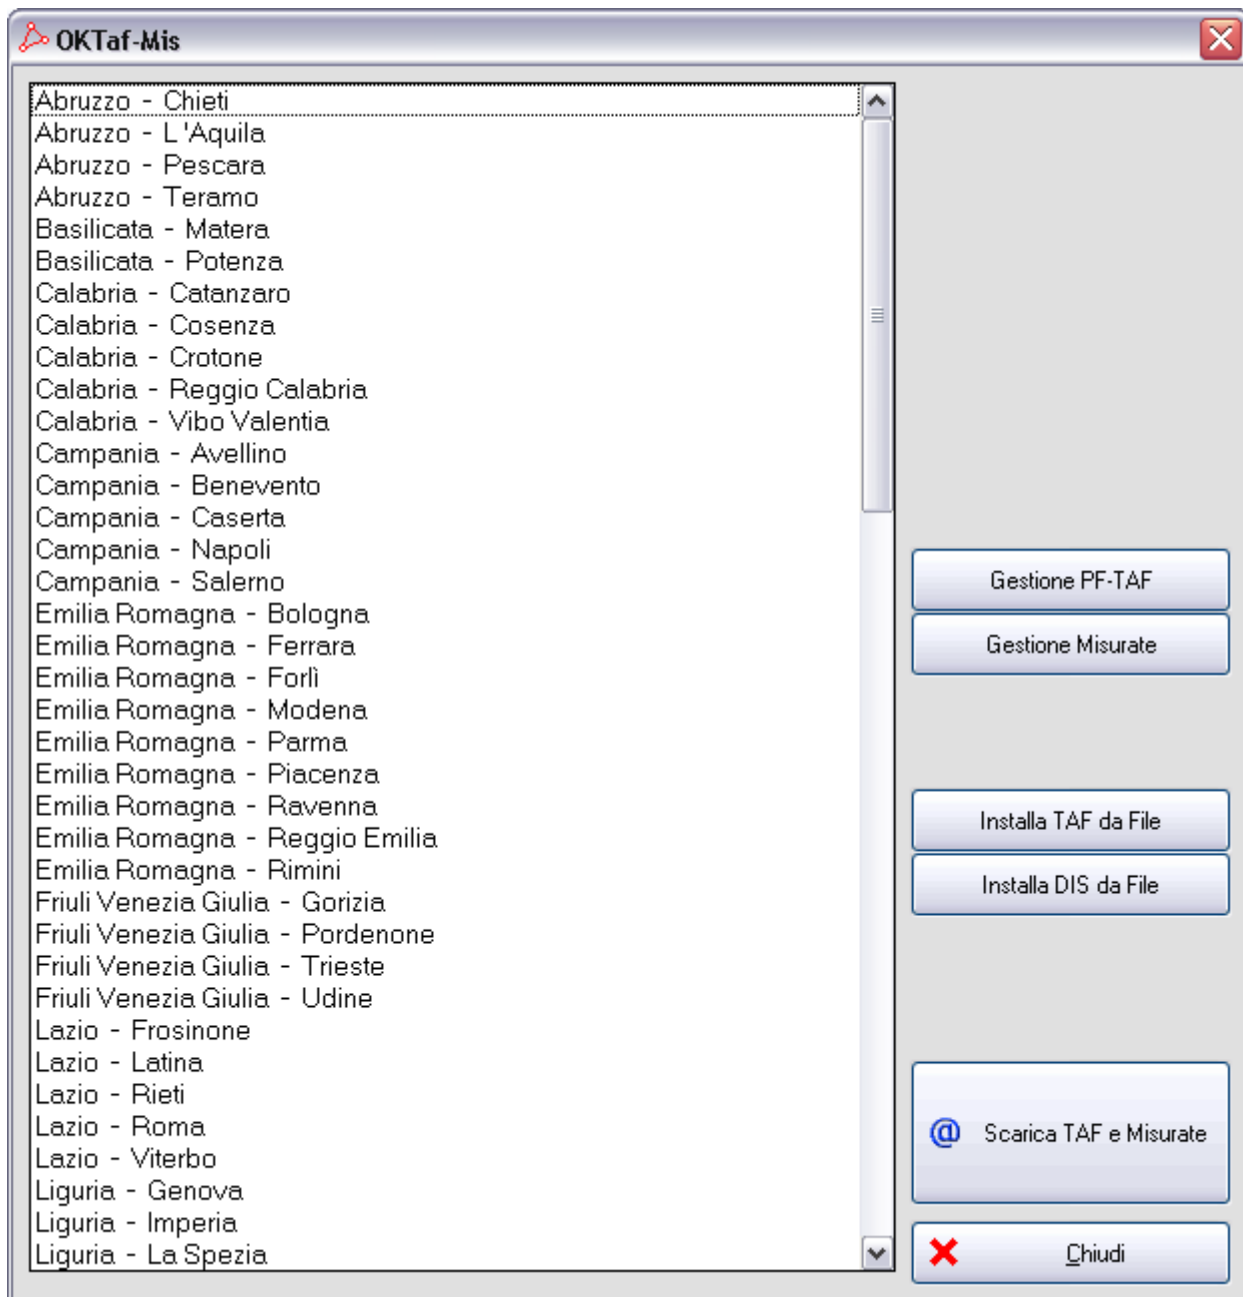 OKTaf-Mis
Abruzzo - Chieti
Abruzzo - L 'Aquila
Abruzzo - Pescara
Abruzzo - Teramo
Basilicata - Matera
Basilicata - Potenza
Calabria - Catanzaro
Calabria - Cosenza
Calabria - Crotone
Calabria - Reggio Calabria
Calabria - Vibo Valentia
Campania - Avellino
Campania - Benevento
Campania - Caserta
Campania - Napoli
Campania - Salerno
Emilia Romagna - Bologna
Emilia Romagna - Ferrara
Emilia Romagna - Forlì
Emilia Romagna - Modena
Emilia Romagna - Parma
Emilia Romagna - Piacenza
Emilia Romagna - Ravenna
Emilia Romagna - Reggio Emilia
Emilia Romagna - Rimini
Friuli Venezia Giulia - Gorizia
Friuli Venezia Giulia - Pordenone
Friuli Venezia Giulia - Trieste
Friuli Venezia Giulia - Udine
Lazio - Frosinone
Lazio - Latina
Lazio - Rieti
Lazio - Roma
Lazio - Viterbo
Liguria - Genova
Liguria - Imperia
Liguria - La Spezia
Gestione PF-TAF
Gestione Misurate
Installa TAF da File
Installa DIS da File
@ Scarica TAF e Misurate
Chiudi